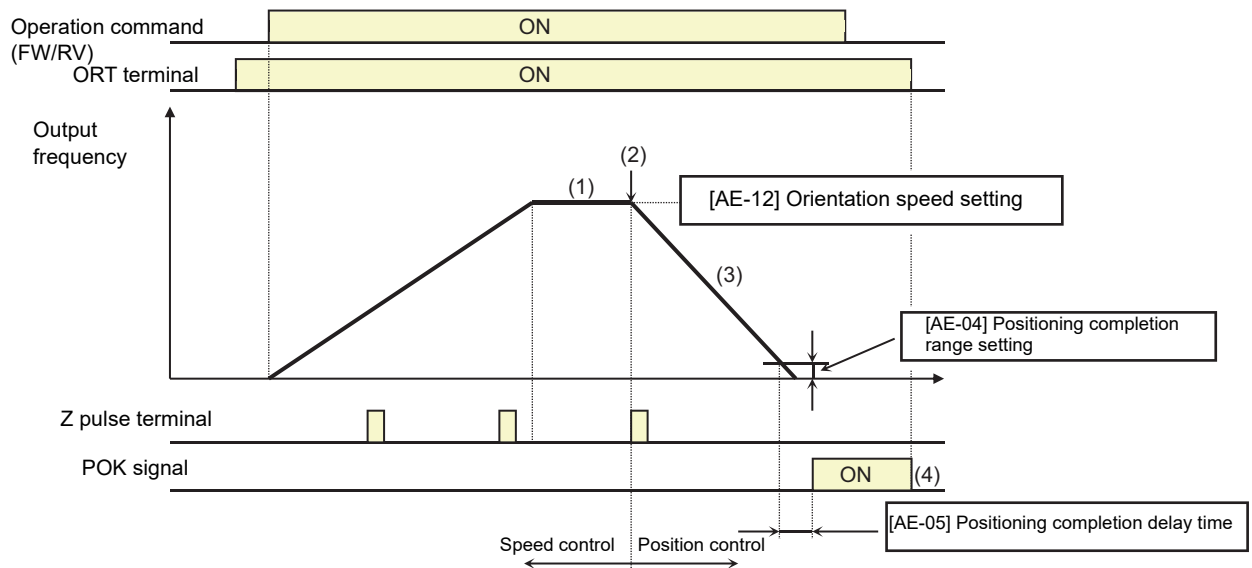 Operation command
(FW/RV)
ON
ORT terminal
ON
Output
frequency
(2)
(1)
[AE-12] Orientation speed setting
(3)
[AE-04] Positioning completion
range setting
Z pulse terminal
POK signal
ON
(4)
[AE-05] Positioning completion delay time
Speed control
Position control